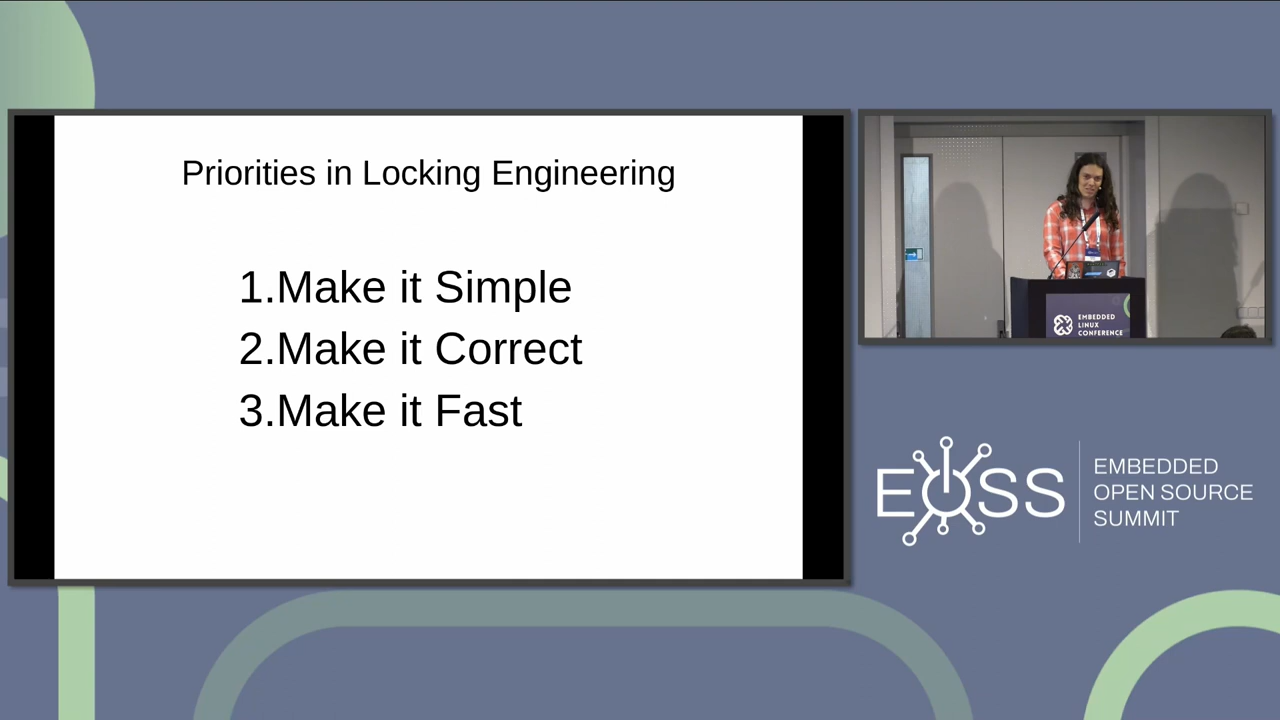 Priorities in Locking Engineering
1.Make it Simple
2.Make it Correct
3.Make it Fast
EMBEDDED
LINUX
CONFERENCE
EOSS
EMBEDDED
OPEN SOURCE
SUMMIT